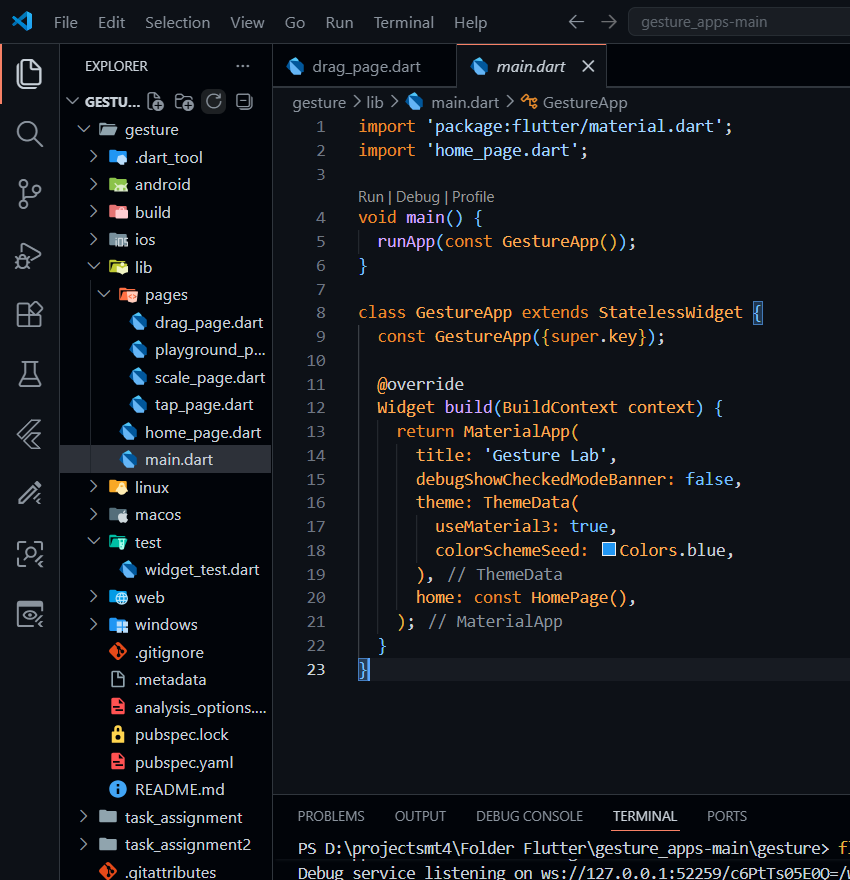 File Edit Selection View Go Run Terminal Help
gesture_apps-main
EXPLORER
GESTU...
gesture
.dart_tool
android
build
ios
lib
pages
drag_page.dart
playground_p...
scale_page.dart
tap_page.dart
home_page.dart
main.dart
linux
macos
test
widget_test.dart
web
windows
.gitignore
.metadata
analysis_options....
pubspec.lock
pubspec.yaml
README.md
task_assignment
task_assignment2
.gitattributes
drag_page.dart main.dart
gesture > lib > main.dart > GestureApp
1 import 'package:flutter/material.dart';
2 import 'home_page.dart';
3
Run | Debug | Profile
4 void main() {
5 runApp(const GestureApp());
6 }
7
8 class GestureApp extends StatelessWidget {
9 const GestureApp({super.key});
10
11 @override
12 Widget build(BuildContext context) {
13 return MaterialApp(
14 title: 'Gesture Lab',
15 debugShowCheckedModeBanner: false,
16 theme: ThemeData(
17 useMaterial3: true,
18 colorSchemeSeed: Colors.blue,
19 ), // ThemeData
20 home: const HomePage(),
21 ); // MaterialApp
22 }
23 }
PROBLEMS OUTPUT DEBUG CONSOLE TERMINAL PORTS
PS D:\projectsmt4\Folder Flutter\gesture_apps-main\gesture>
Debug service listening on ws://127.0.0.1:52259/c6PtTs05E0Q=/